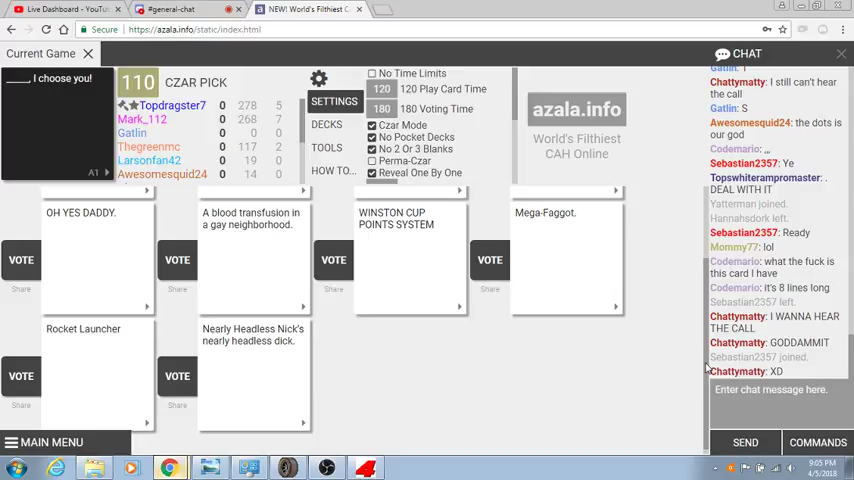 Live Dashboard - YouTu
#general-chat
NEW! World's Filthiest C
Secure
https://azala.info/static/index.html
Current Game
____, I choose you!
A1
110 CZAR PICK
Topdragster7 0 278 5
Mark_112 0 268 7
Gatlin 0 0 0
Thegreenmc 0 117 2
Larsonfan42 0 19 0
Awesomesquid24 0 14 0
SETTINGS
DECKS
TOOLS
HOW TO...
No Time Limits
120 120 Play Card Time
180 180 Voting Time
Czar Mode
No Pocket Decks
No 2 Or 3 Blanks
Perma-Czar
Reveal One By One
azala.info
World's Filthiest
CAH Online
VOTE
Share
OH YES DADDY.
VOTE
Share
A blood transfusion in
a gay neighborhood.
VOTE
Share
WINSTON CUP
POINTS SYSTEM
VOTE
Share
Mega-Faggot.
VOTE
Share
Rocket Launcher
VOTE
Share
Nearly Headless Nick's
nearly headless dick.
MAIN MENU
CHAT
Chattymatty: I still can't hear
the call
Gatlin: S
Awesomesquid24: the dots is
our god
Codemario: ,,,
Sebastian2357: Ye
Topswhiterampromaster: .
DEAL WITH IT
Yatterman joined.
Hannahsdork left.
Sebastian2357: Ready
Mommy77: lol
Codemario: what the fuck is
this card I have
Codemario: it's 8 lines long
Sebastian2357 left.
Chattymatty: I WANNA HEAR
THE CALL
Chattymatty: GODDAMMIT
Sebastian2357 joined.
Chattymatty: XD
Enter chat message here.
SEND
COMMANDS
9:05 PM
4/5/2018